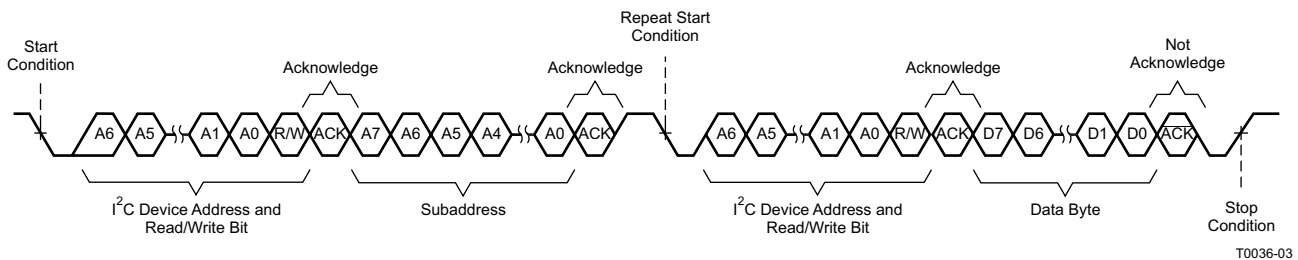 Repeat Start
Condition
Start
Condition
Not
Acknowledge
Acknowledge
Acknowledge
Acknowledge
A6 A5 A1 A0 R/W ACK A7 A6 A5 A4 A0 ACK A6 A5 A1 A0 R/W ACK D7 D6 D1 D0 ACK
I²C Device Address and
Read/Write Bit
Subaddress
I²C Device Address and
Read/Write Bit
Data Byte
Stop
Condition
T0036-03